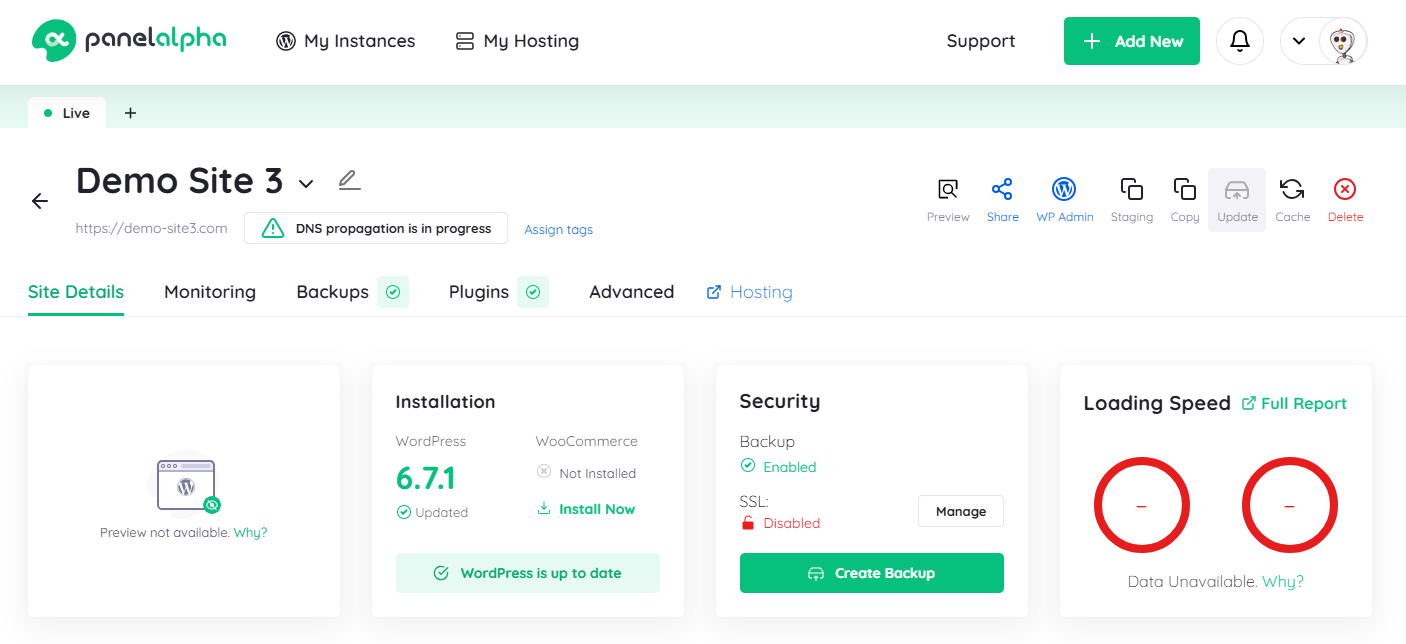 panelalpha My Instances My Hosting Support Add New
Live +
Demo Site 3
https://demo-site3.com DNS propagation is in progress Assign tags
Preview Share WP Admin Staging Copy Update Cache Delete
Site Details Monitoring Backups Plugins Advanced Hosting
Preview not available. Why?
Installation
WordPress WooCommerce
6.7.1 Not Installed
Updated Install Now
WordPress is up to date
Security
Backup
Enabled
SSL:
Disabled Manage
Create Backup
Loading Speed Full Report
– –
Data Unavailable. Why?